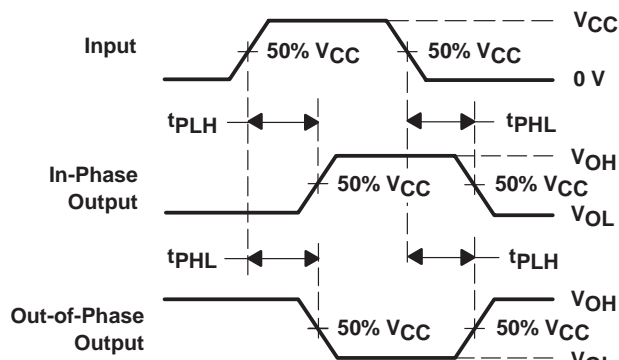 VCC
Input
50% VCC
50% VCC
0 V
tPLH
tPHL
VOH
In-Phase
Output
50% VCC
50% VCC
VOL
tPHL
tPLH
VOH
Out-of-Phase
Output
50% VCC
50% VCC